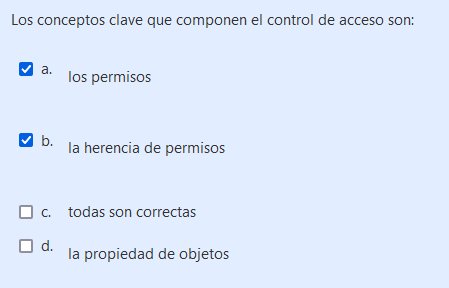 Los conceptos clave que componen el control de acceso son:
a. los permisos
b. la herencia de permisos
c. todas son correctas
d. la propiedad de objetos